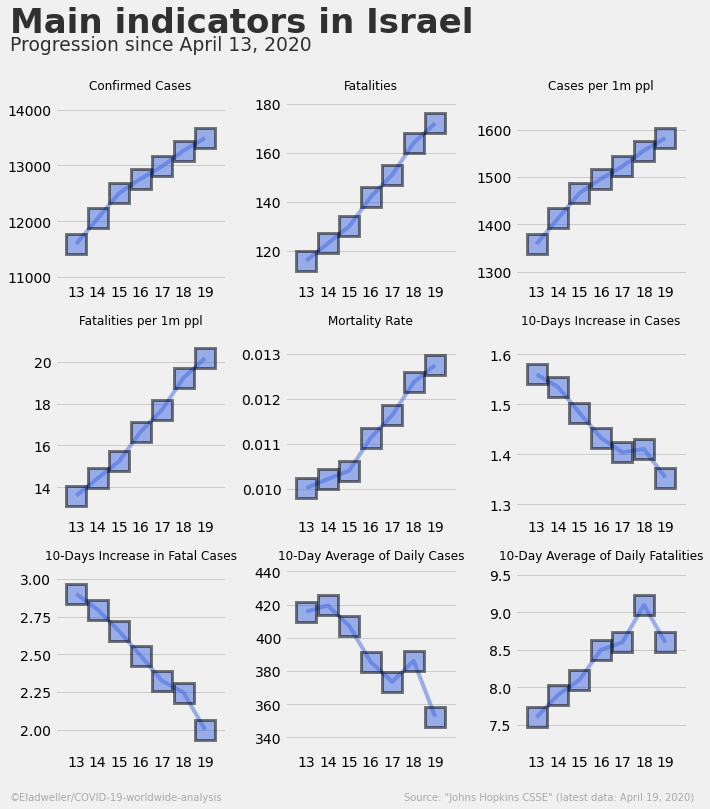 Main indicators in Israel
Progression since April 13, 2020
Confirmed Cases
14000
13000
12000
11000
13 14 15 16 17 18 19
Fatalities
180
160
140
120
13 14 15 16 17 18 19
Cases per 1m ppl
1600
1500
1400
1300
13 14 15 16 17 18 19
Fatalities per 1m ppl
20
18
16
14
13 14 15 16 17 18 19
Mortality Rate
0.013
0.012
0.011
0.010
13 14 15 16 17 18 19
10-Days Increase in Cases
1.6
1.5
1.4
1.3
13 14 15 16 17 18 19
10-Days Increase in Fatal Cases
3.00
2.75
2.50
2.25
2.00
13 14 15 16 17 18 19
10-Day Average of Daily Cases
440
420
400
380
360
340
13 14 15 16 17 18 19
10-Day Average of Daily Fatalities
9.5
9.0
8.5
8.0
7.5
13 14 15 16 17 18 19
©Eladweller/COVID-19-worldwide-analysis
Source: "Johns Hopkins CSSE" (latest data: April 19, 2020)